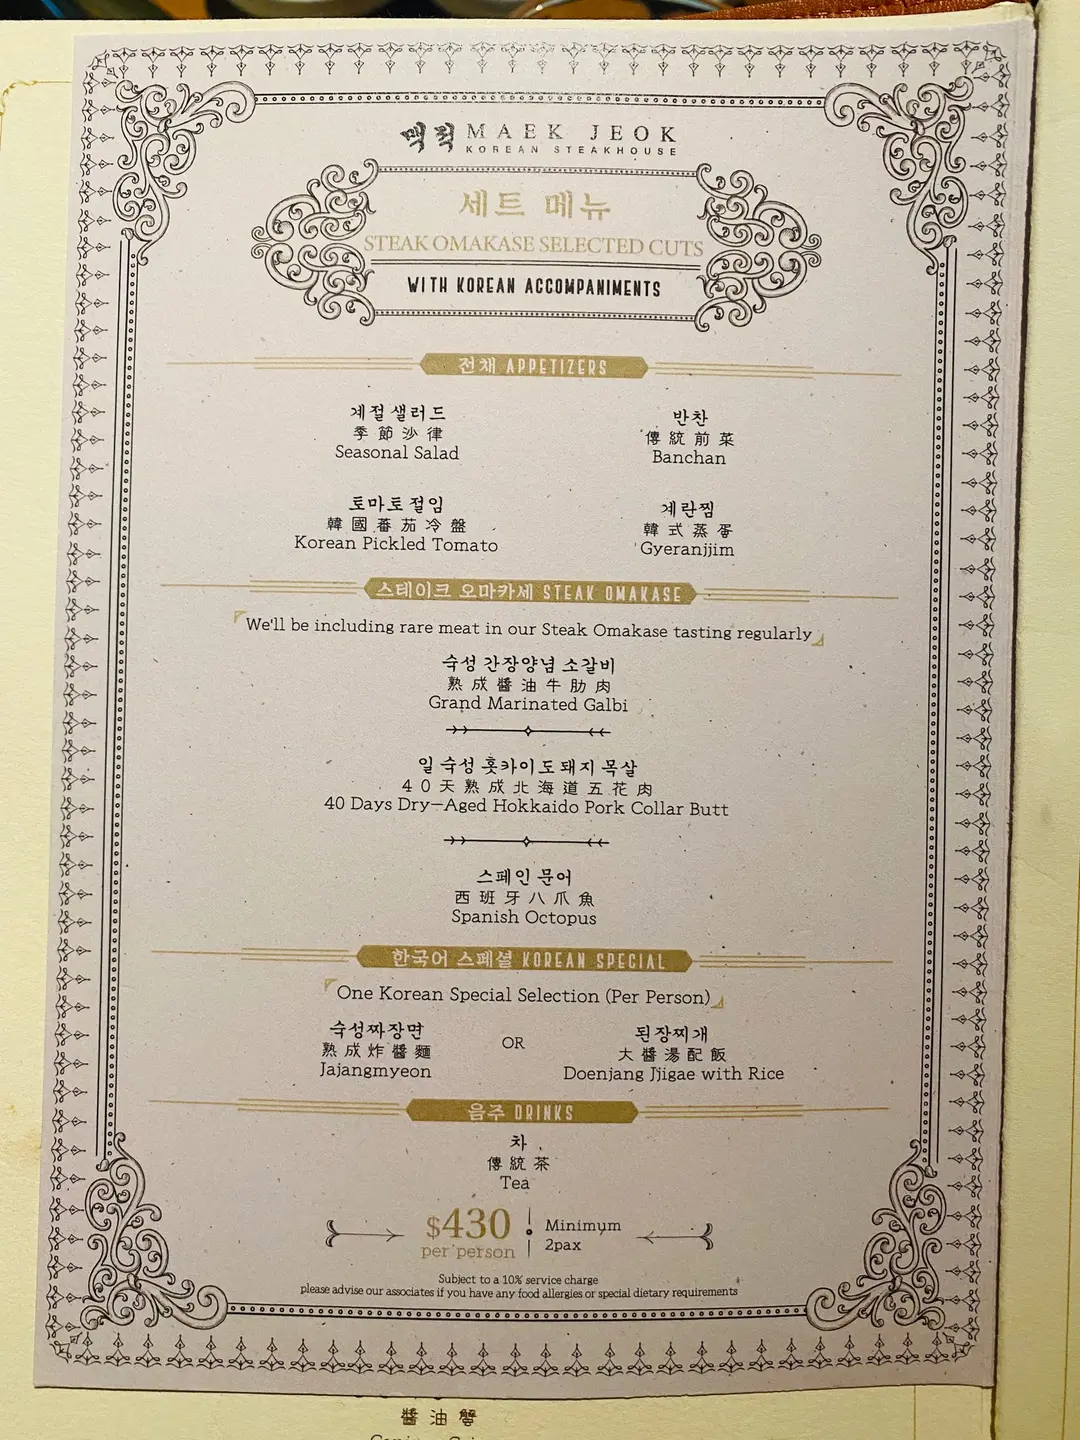 맥적 MAEK JEOK
KOREAN STEAKHOUSE
세트 메뉴
STEAK OMAKASE SELECTED CUTS
WITH KOREAN ACCOMPANIMENTS
전채 APPETIZERS
계절 샐러드
季節沙律
Seasonal Salad
반찬
傳統前菜
Banchan
토마토 절임
韓國番茄冷盤
Korean Pickled Tomato
계란찜
韓式蒸蛋
Gyeranjjim
스테이크 오마카세 STEAK OMAKASE
「We'll be including rare meat in our Steak Omakase tasting regularly」
숙성 간장양념 소갈비
熟成醬油牛肋肉
Grand Marinated Galbi
일 숙성 홋카이도 돼지 목살
40天熟成北海道五花肉
40 Days Dry-Aged Hokkaido Pork Collar Butt
스페인 문어
西班牙八爪魚
Spanish Octopus
한국어 스페셜 KOREAN SPECIAL
「One Korean Special Selection (Per Person)」
숙성짜장면
熟成炸醬麵
Jajangmyeon
OR
된장찌개
大醬湯配飯
Doenjang Jjigae with Rice
음주 DRINKS
차
傳統茶
Tea
$430
per person
Minimum
2pax
Subject to a 10% service charge
please advise our associates if you have any food allergies or special dietary requirements
醬油蟹